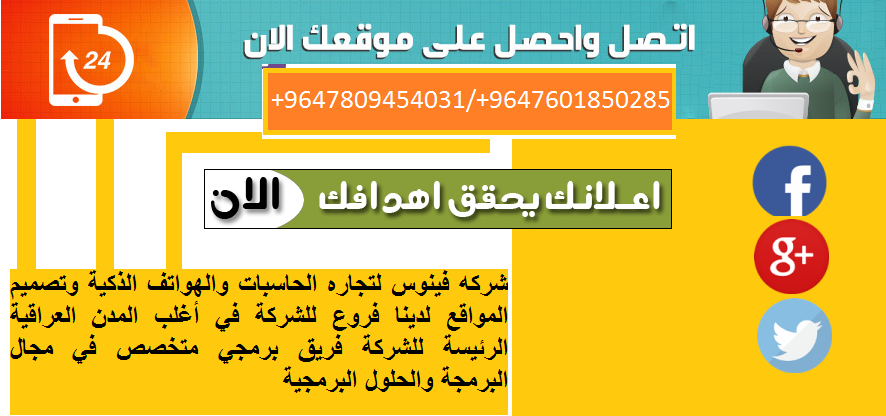 اتصل واحصل على موقعك الان
24
+9647809454031/+9647601850285
اعلانك يحقق اهدافك الان
f
g+
شركه فينوس لتجاره الحاسبات والهواتف الذكية وتصميم
المواقع لدينا فروع للشركة في أغلب المدن العراقية
الرئيسة للشركة فريق برمجي متخصص في مجال
البرمجة والحلول البرمجية